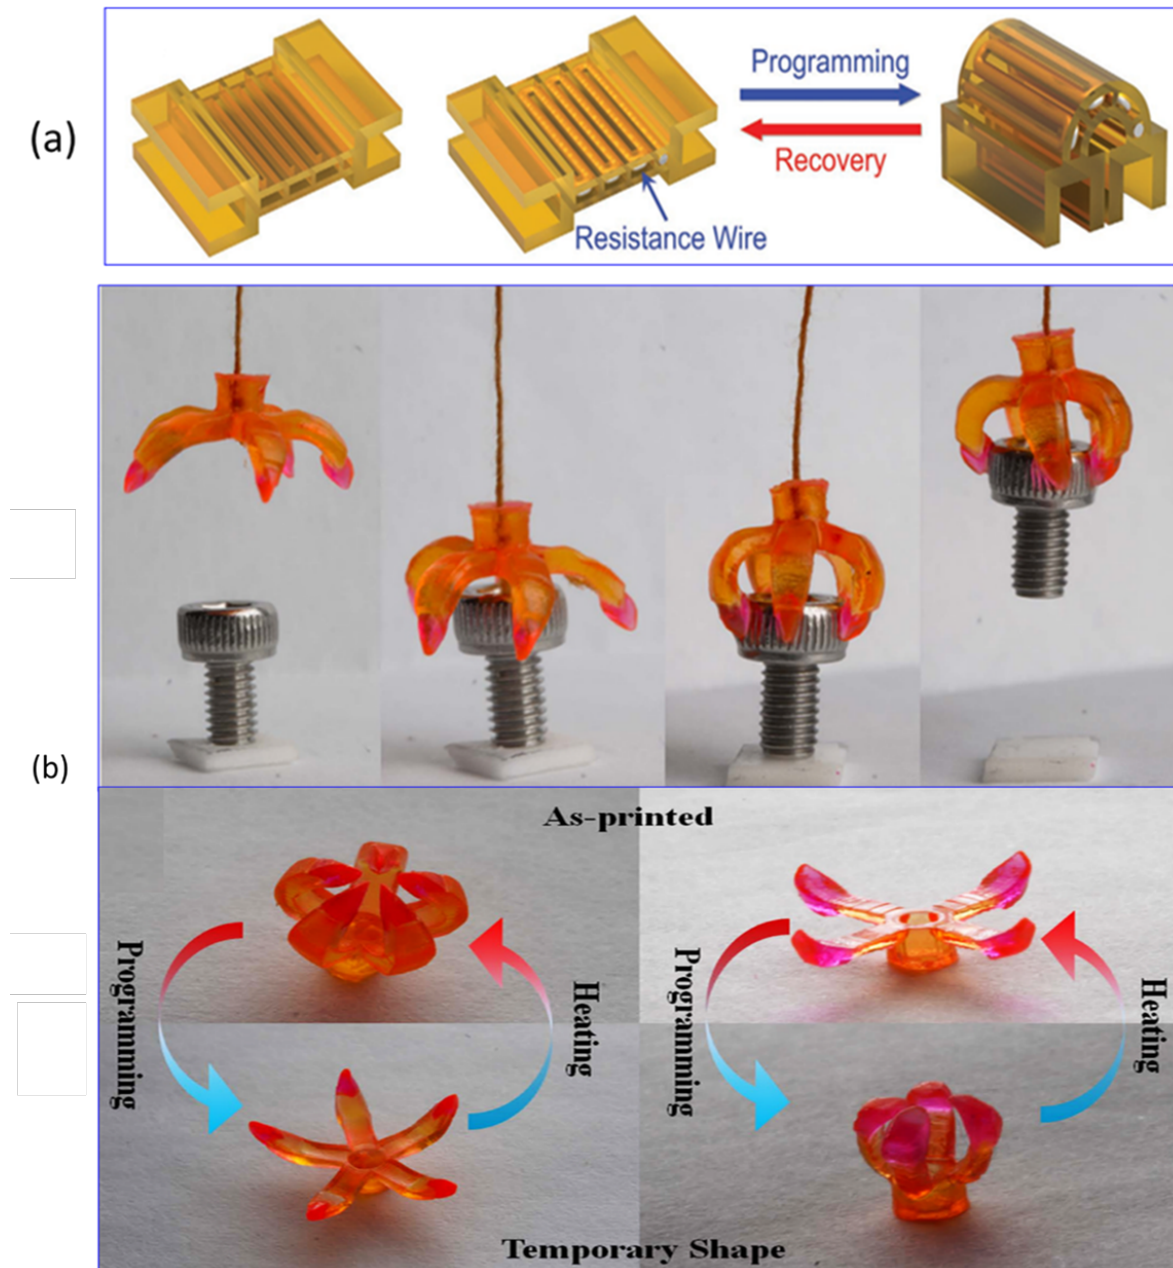 (a)
Programming
Recovery
Resistance Wire
(b)
As-printed
Programming
Heating
Programming
Heating
Temporary Shape